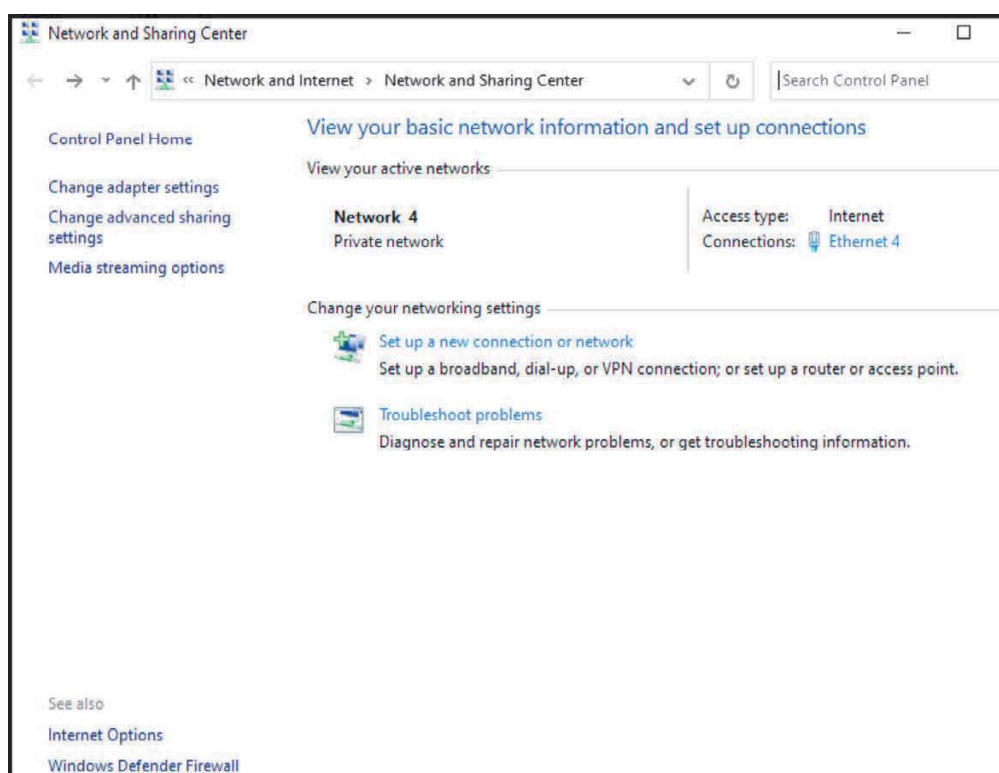 Network and Sharing Center
« Network and Internet > Network and Sharing Center
Search Control Panel
Control Panel Home
Change adapter settings
Change advanced sharing
settings
Media streaming options
View your basic network information and set up connections
View your active networks
Network 4
Private network
Access type: Internet
Connections: Ethernet 4
Change your networking settings
Set up a new connection or network
Set up a broadband, dial-up, or VPN connection; or set up a router or access point.
Troubleshoot problems
Diagnose and repair network problems, or get troubleshooting information.
See also
Internet Options
Windows Defender Firewall